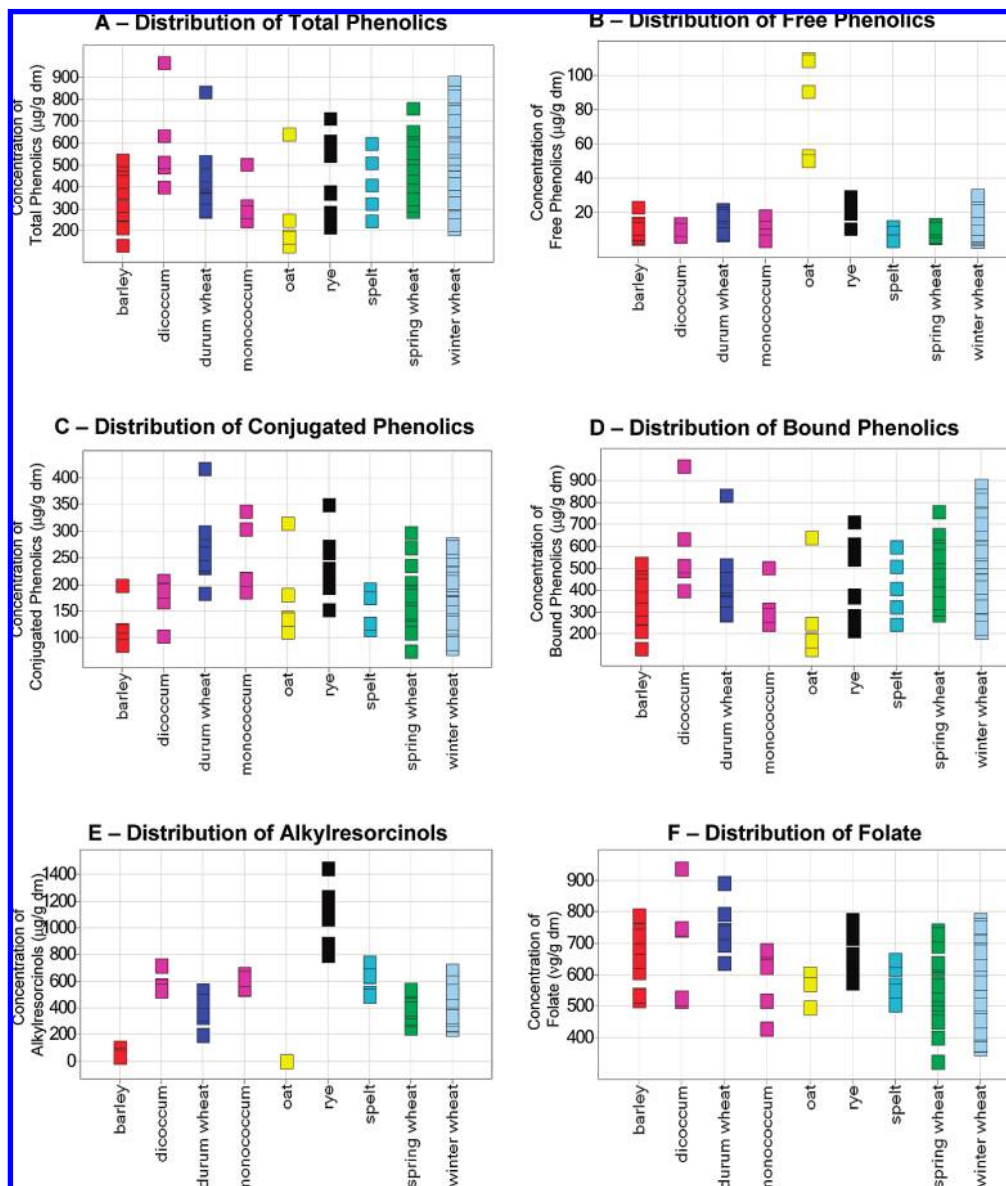 A – Distribution of Total Phenolics
Concentration of
Total Phenolics (µg/g dm)
900
800
700
600
500
400
300
200
barley
dicoccum
durum wheat
monococcum
oat
rye
spelt
spring wheat
winter wheat
B – Distribution of Free Phenolics
Concentration of
Free Phenolics (µg/g dm)
100
80
60
40
20
barley
dicoccum
durum wheat
monococcum
oat
rye
spelt
spring wheat
winter wheat
C – Distribution of Conjugated Phenolics
Concentration of
Conjugated Phenolics (µg/g dm)
400
350
300
250
200
150
100
barley
dicoccum
durum wheat
monococcum
oat
rye
spelt
spring wheat
winter wheat
D – Distribution of Bound Phenolics
Concentration of
Bound Phenolics (µg/g dm)
900
800
700
600
500
400
300
200
barley
dicoccum
durum wheat
monococcum
oat
rye
spelt
spring wheat
winter wheat
E – Distribution of Alkylresorcinols
Concentration of
Alkylresorcinols (µg/g dm)
1400
1200
1000
800
600
400
200
0
barley
dicoccum
durum wheat
monococcum
oat
rye
spelt
spring wheat
winter wheat
F – Distribution of Folate
Concentration of
Folate (vg/g dm)
900
800
700
600
500
400
barley
dicoccum
durum wheat
monococcum
oat
rye
spelt
spring wheat
winter wheat